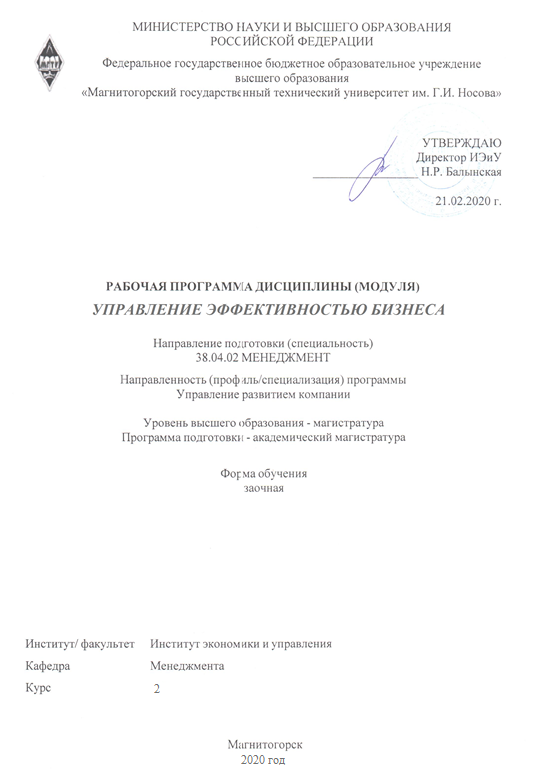 МИНИСТЕРСТВО НАУКИ И ВЫСШЕГО ОБРАЗОВАНИЯ
РОССИЙСКОЙ ФЕДЕРАЦИИ
Федеральное государственное бюджетное образовательное учреждение
высшего образования
«Магнитогорский государственный технический университет им. Г.И. Носова»
УТВЕРЖДАЮ
Директор ИЭиУ
Н.Р. Балынская
21.02.2020 г.
РАБОЧАЯ ПРОГРАММА ДИСЦИПЛИНЫ (МОДУЛЯ)
УПРАВЛЕНИЕ ЭФФЕКТИВНОСТЬЮ БИЗНЕСА
Направление подготовки (специальность)
38.04.02 МЕНЕДЖМЕНТ
Направленность (профиль/специализация) программы
Управление развитием компании
Уровень высшего образования - магистратура
Программа подготовки - академический магистратура
Форма обучения
заочная
Институт/ факультет Институт экономики и управления
Кафедра Менеджмента
Курс 2
Магнитогорск
2020 год